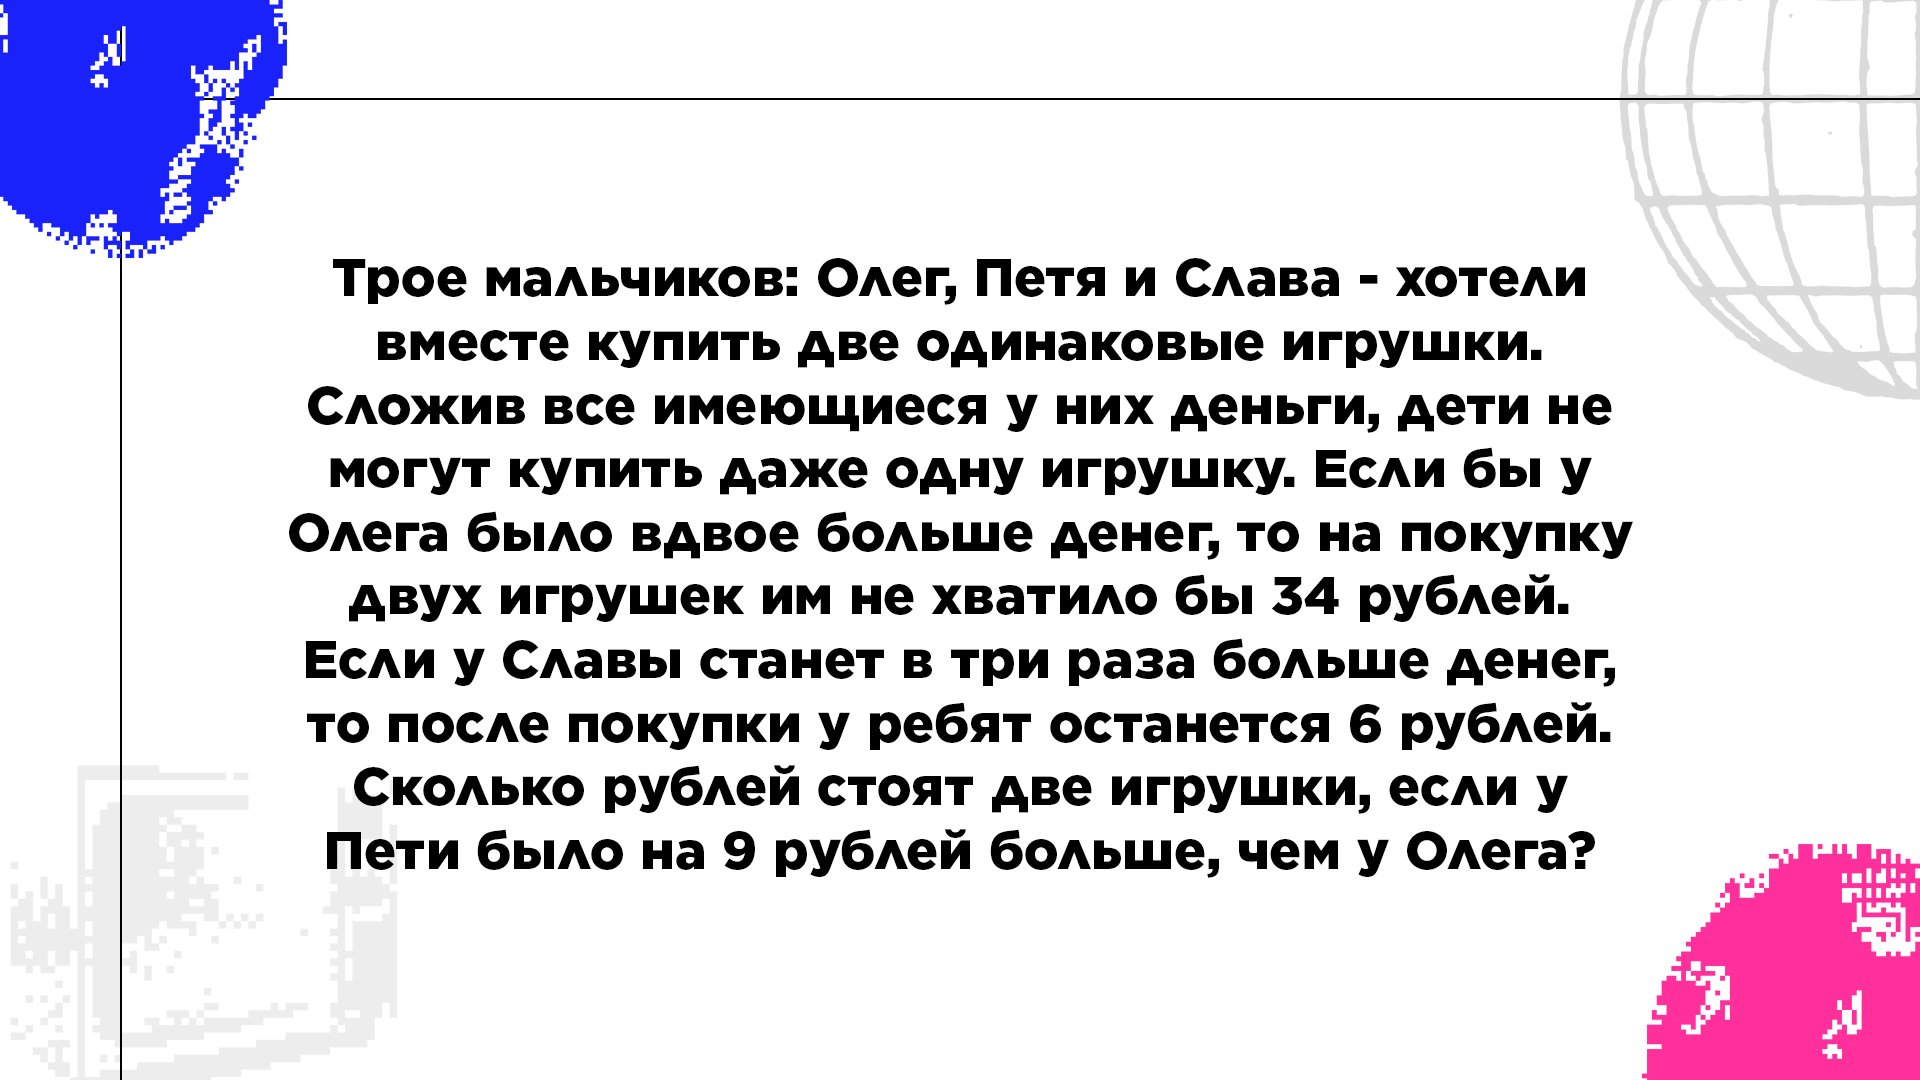 Трое мальчиков: Олег, Петя и Слава - хотели
вместе купить две одинаковые игрушки.
Сложив все имеющиеся у них деньги, дети не
могут купить даже одну игрушку. Если бы у
Олега было вдвое больше денег, то на покупку
двух игрушек им не хватило бы 34 рублей.
Если у Славы станет в три раза больше денег,
то после покупки у ребят останется 6 рублей.
Сколько рублей стоят две игрушки, если у
Пети было на 9 рублей больше, чем у Олега?